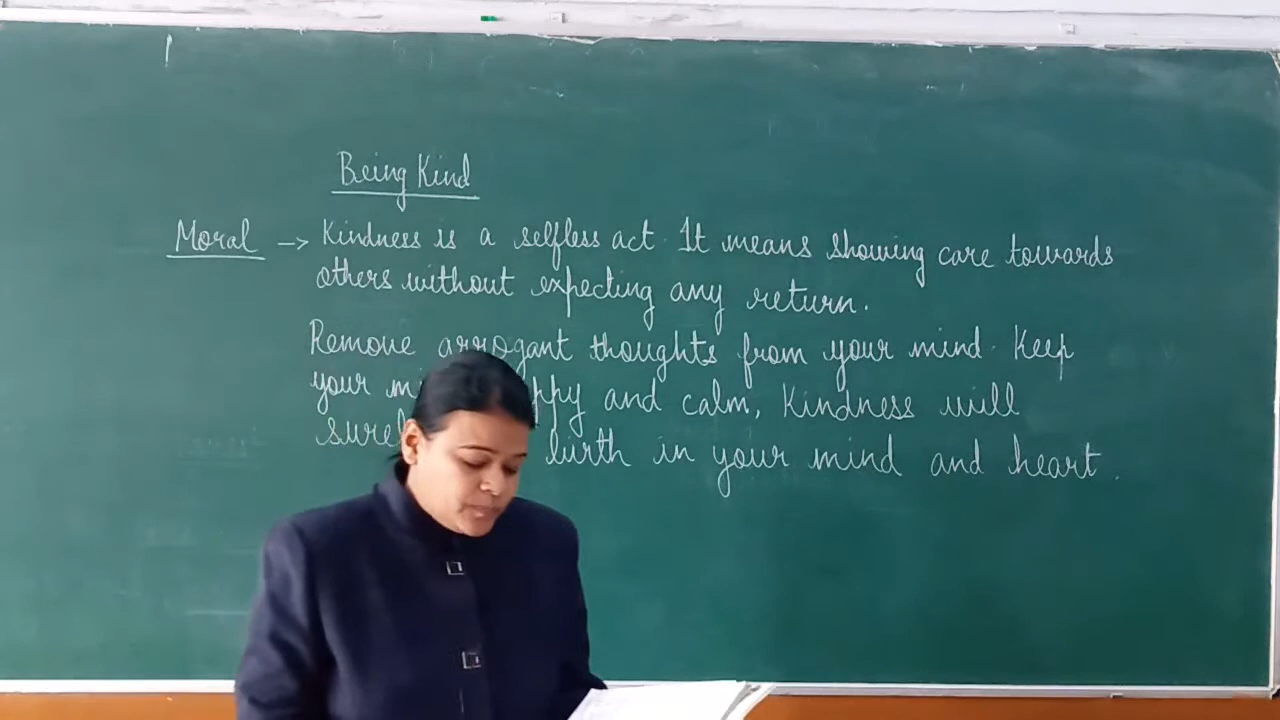 Being Kind
Moral → Kindness is a selfless act. It means showing care towards
others without expecting any return.
Remove arrogant thoughts from your mind. Keep
your and calm, Kindness will
birth in your mind and heart.